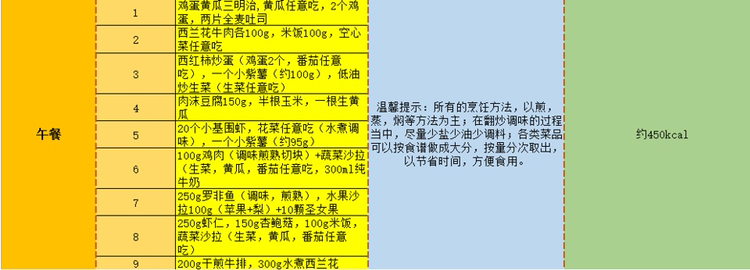 午餐
1
鸡蛋黄瓜三明治,黄瓜任意吃，2个鸡
蛋，两片全麦吐司
2
西兰花牛肉各100g，米饭100g，空心
菜任意吃
3
西红柿炒蛋（鸡蛋2个，番茄任意
吃），一个小紫薯（约100g），低油
炒生菜（生菜任意吃）
4
肉沫豆腐150g，半根玉米，一根生黄
瓜
5
20个小基围虾，花菜任意吃（水煮调
味），一个小紫薯（约95g）
6
100g鸡肉（调味煎熟切块）+蔬菜沙拉
（生菜，黄瓜，番茄任意吃，300ml纯
牛奶
7
250g罗非鱼（调味，煎熟），水果沙
拉100g（苹果+梨）+10颗圣女果
8
250g虾仁，150g杏鲍菇，100g米饭，
蔬菜沙拉（生菜，黄瓜，番茄任意
吃）
9
200g干煎牛排，300g水煮西兰花
温馨提示：所有的烹饪方法，以煎，
蒸，焖等方法为主；在翻炒调味的过程
当中，尽量少盐少油少调料；各类菜品
可以按食谱做成大分，按量分次取出，
以节省时间，方便食用。
约450kcal